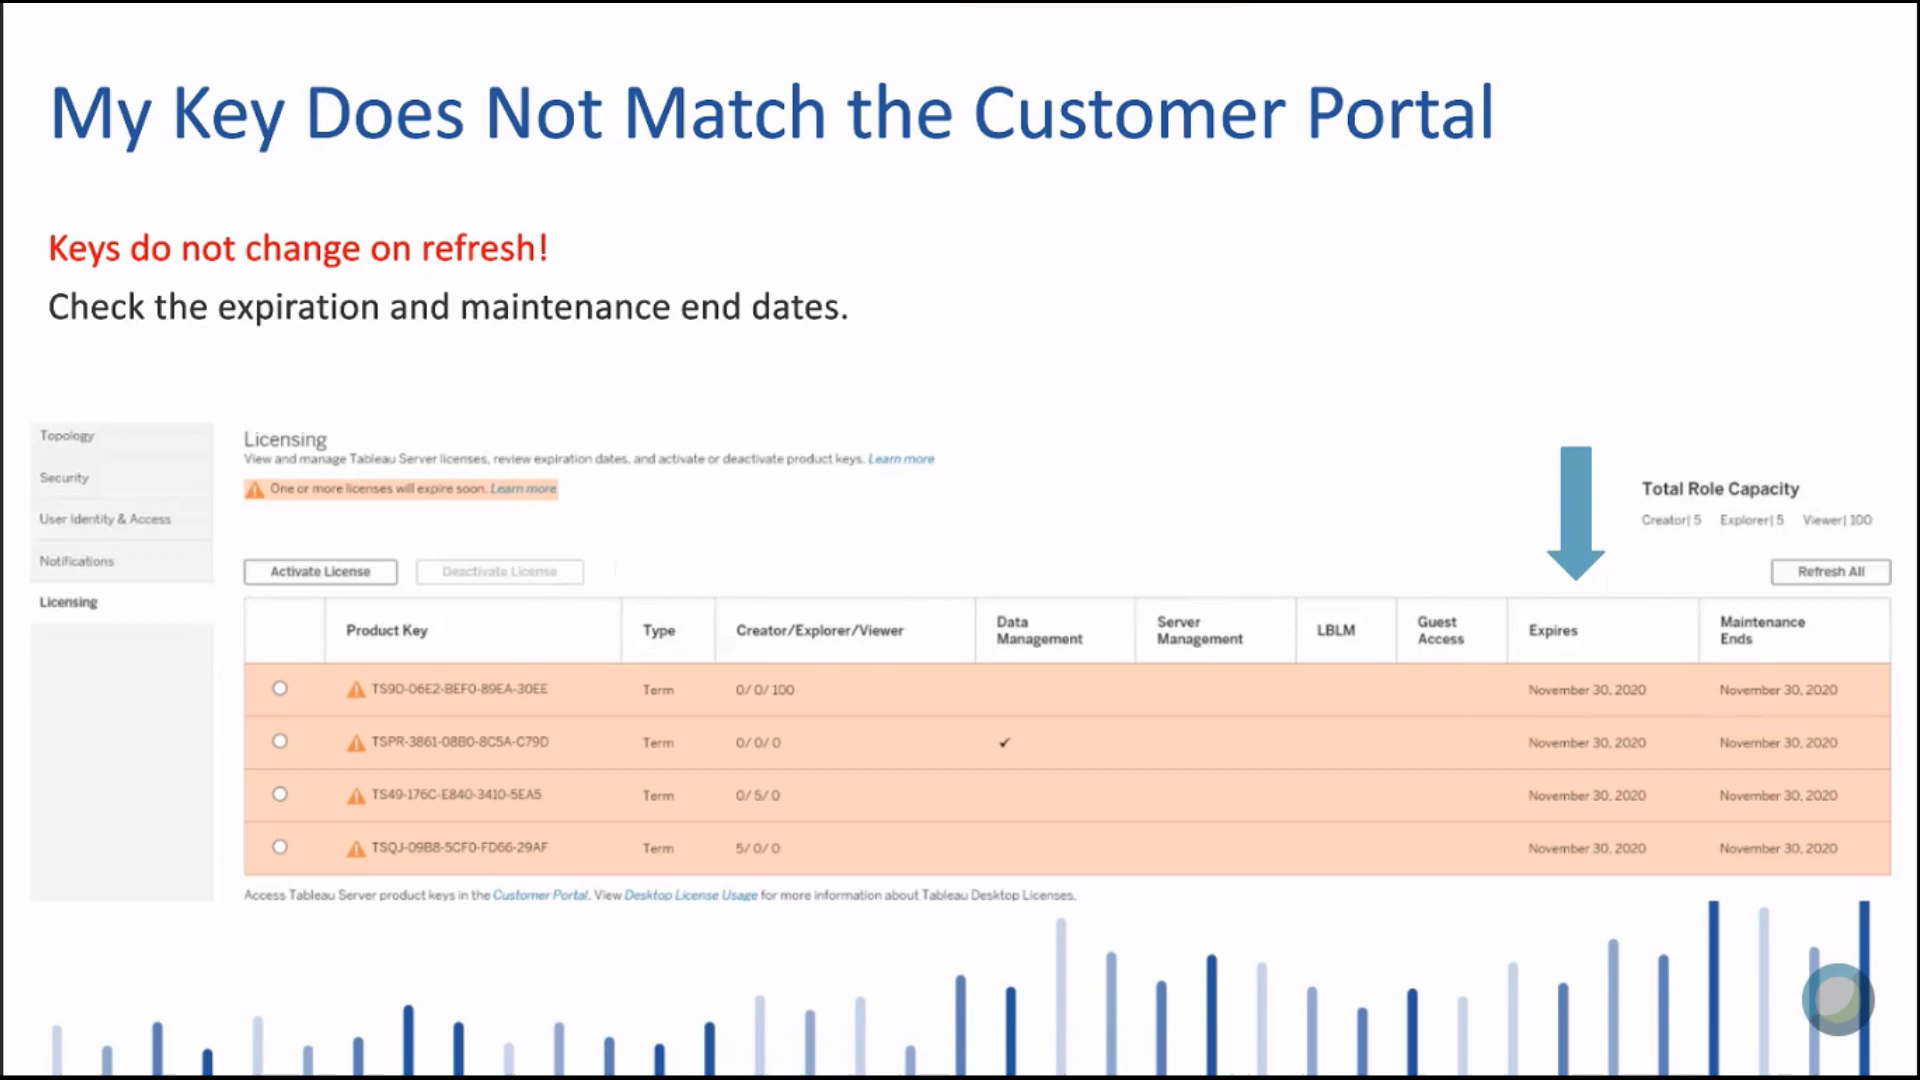 My Key Does Not Match the Customer Portal
Keys do not change on refresh!
Check the expiration and maintenance end dates.
Topology
Security
User Identity & Access
Notifications
Licensing
Licensing
View and manage Tableau Server licenses, review expiration dates, and activate or deactivate product keys. Learn more
One or more licenses will expire soon. Learn more
Total Role Capacity
Creator| 5 Explorer| 5 Viewer| 100
Activate License Deactivate License Refresh All
Product Key Type Creator/Explorer/Viewer Data Management Server Management LBLM Guest Access Expires Maintenance Ends
TS9D-06E2-BEF0-89EA-30EE Term 0/ 0/ 100 November 30, 2020 November 30, 2020
TSPR-3861-08B0-8C5A-C79D Term 0/ 0/ 0 ✓ November 30, 2020 November 30, 2020
TS49-176C-E840-3410-5EA5 Term 0/ 5/ 0 November 30, 2020 November 30, 2020
TSQJ-09B8-5CF0-FD66-29AF Term 5/ 0/ 0 November 30, 2020 November 30, 2020
Access Tableau Server product keys in the Customer Portal. View Desktop License Usage for more information about Tableau Desktop Licenses.